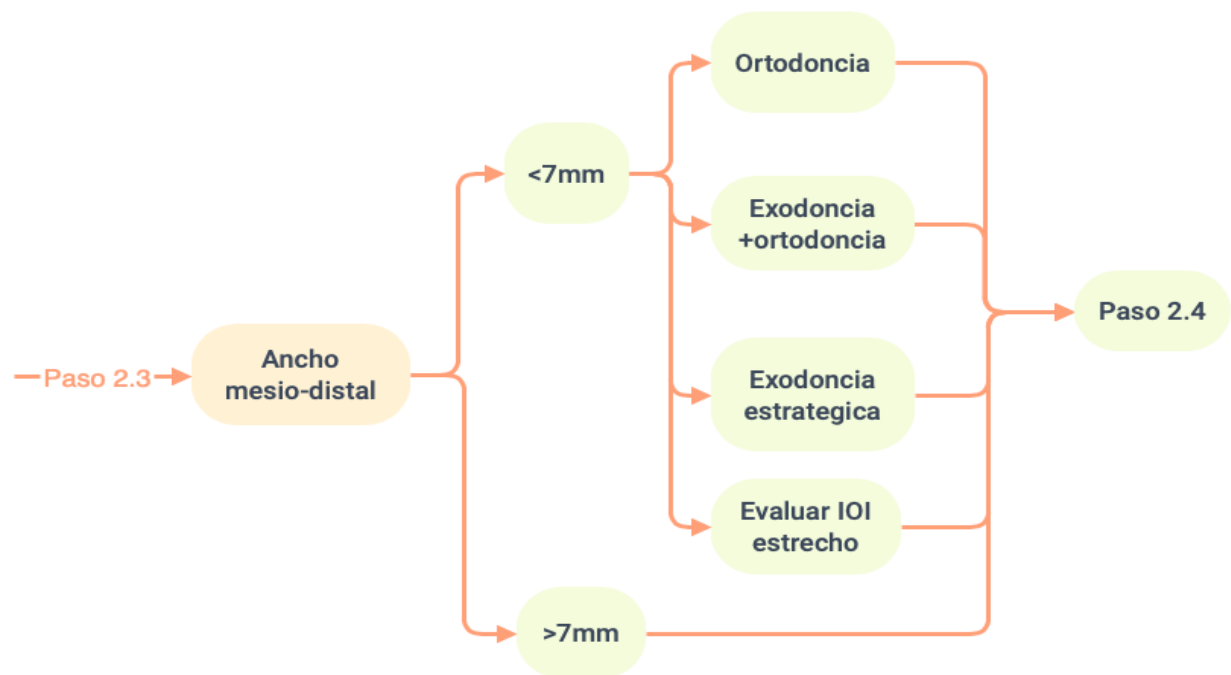 Paso 2.3
Ancho
mesio-distal
<7mm
>7mm
Ortodoncia
Exodoncia
+ortodoncia
Exodoncia
estrategica
Evaluar IOI
estrecho
Paso 2.4